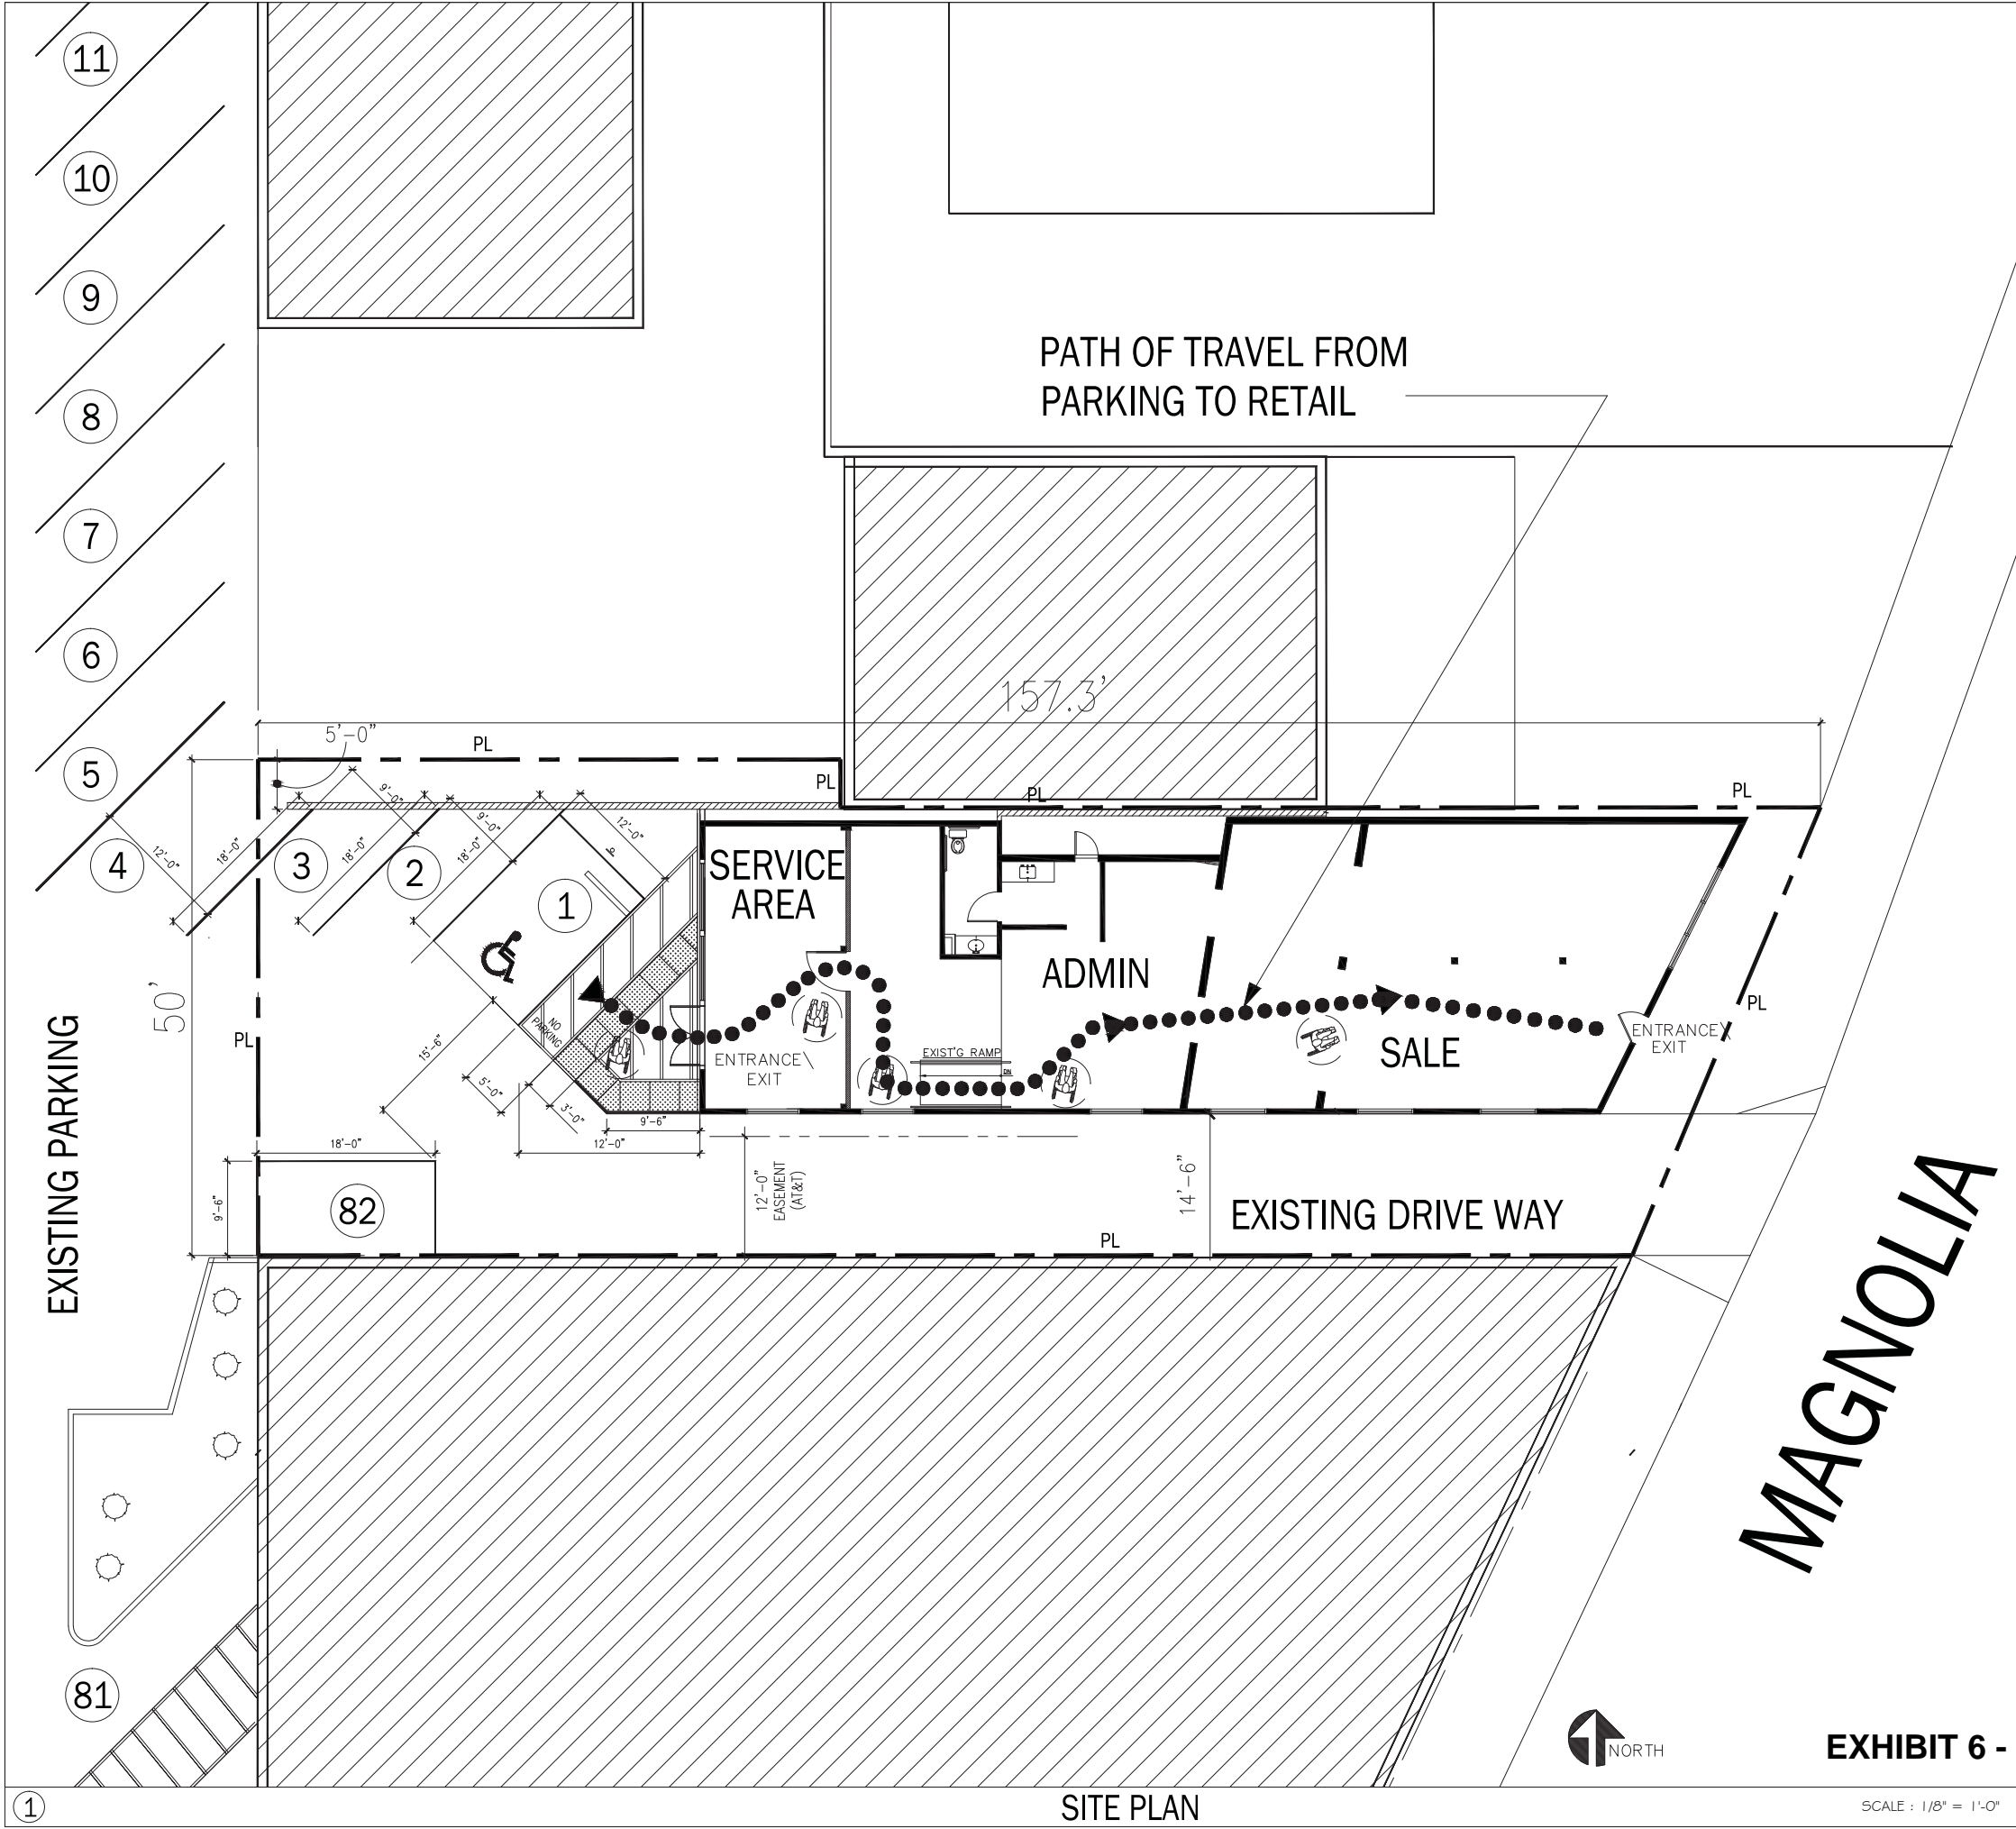 11
10
9
8
7
6
5
4
3
2
1
PATH OF TRAVEL FROM
PARKING TO RETAIL
157.3'
5'-0"
PL
PL
PL
PL
9'-0"
9'-0"
12'-0"
12'-0"
18'-0"
18'-0"
18'-0"
SERVICE
AREA
ADMIN
SALE
50'
PL
PL
NO
PARKING
ENTRANCE\
EXIT
EXIST'G RAMP
DN
ENTRANCE\
EXIT
15'-6"
5'-0"
3'-0"
9'-6"
12'-0"
18'-0"
9'-6"
82
12'-0"
EASEMENT
(AT&T)
14'-6"
EXISTING DRIVE WAY
PL
EXISTING PARKING
MAGNOLIA
81
NORTH
EXHIBIT 6 -
1
SITE PLAN
SCALE : 1/8" = 1'-0"